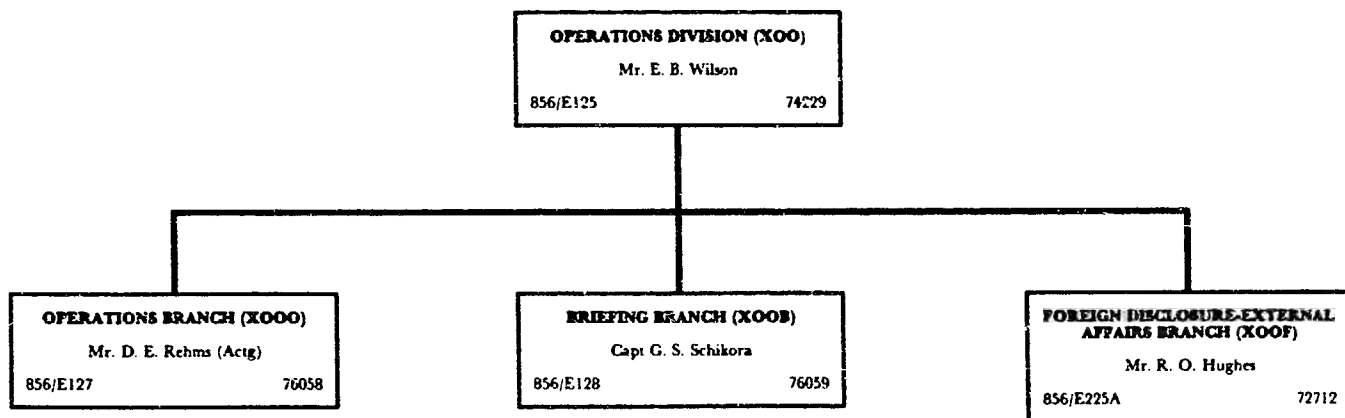 OPERATIONS DIVISION (XOO)
Mr. E. B. Wilson
856/E125 74229
OPERATIONS BRANCH (XOOO)
Mr. D. E. Rehms (Actg)
856/E127 76058
BRIEFING BRANCH (XOOB)
Capt G. S. Schikora
856/E128 76059
FOREIGN DISCLOSURE-EXTERNAL
AFFAIRS BRANCH (XOOF)
Mr. R. O. Hughes
856/E225A 72712